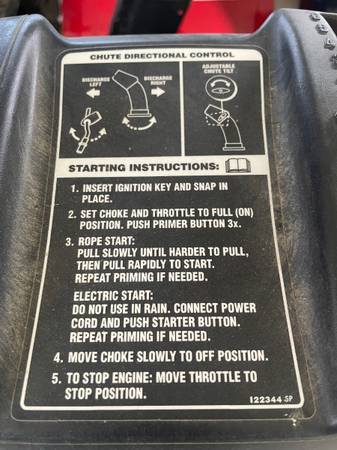 CHUTE DIRECTIONAL CONTROL
DISCHARGE
LEFT
DISCHARGE
RIGHT
ADJUSTABLE
CHUTE TILT
STARTING INSTRUCTIONS:
1. INSERT IGNITION KEY AND SNAP IN
PLACE.
2. SET CHOKE AND THROTTLE TO FULL (ON)
POSITION. PUSH PRIMER BUTTON 3x.
3. ROPE START:
PULL SLOWLY UNTIL HARDER TO PULL,
THEN PULL RAPIDLY TO START.
REPEAT PRIMING IF NEEDED.
ELECTRIC START:
DO NOT USE IN RAIN. CONNECT POWER
CORD AND PUSH STARTER BUTTON.
REPEAT PRIMING IF NEEDED.
4. MOVE CHOKE SLOWLY TO OFF POSITION.
5. TO STOP ENGINE: MOVE THROTTLE TO
STOP POSITION.
122344 SP